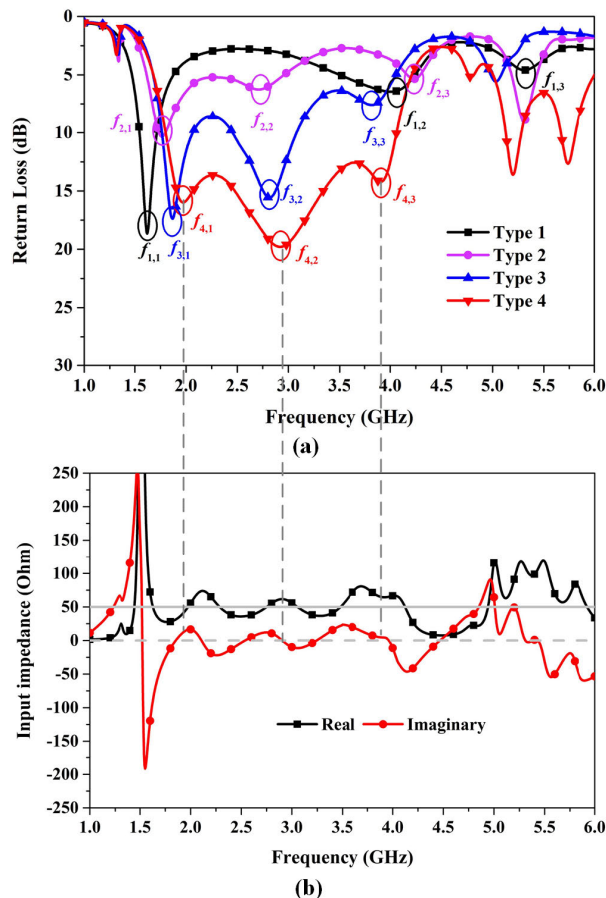 0
5
10
15
20
25
30
Return Loss (dB)
f2,1
f2,2
f2,3
f1,3
f1,2
f3,3
f3,2
f4,3
f4,1
f1,1
f3,1
f4,2
Type 1
Type 2
Type 3
Type 4
1.0 1.5 2.0 2.5 3.0 3.5 4.0 4.5 5.0 5.5 6.0
Frequency (GHz)
(a)
250
200
150
100
50
0
-50
-100
-150
-200
-250
Input impedance (Ohm)
Real Imaginary
1.0 1.5 2.0 2.5 3.0 3.5 4.0 4.5 5.0 5.5 6.0
Frequency (GHz)
(b)